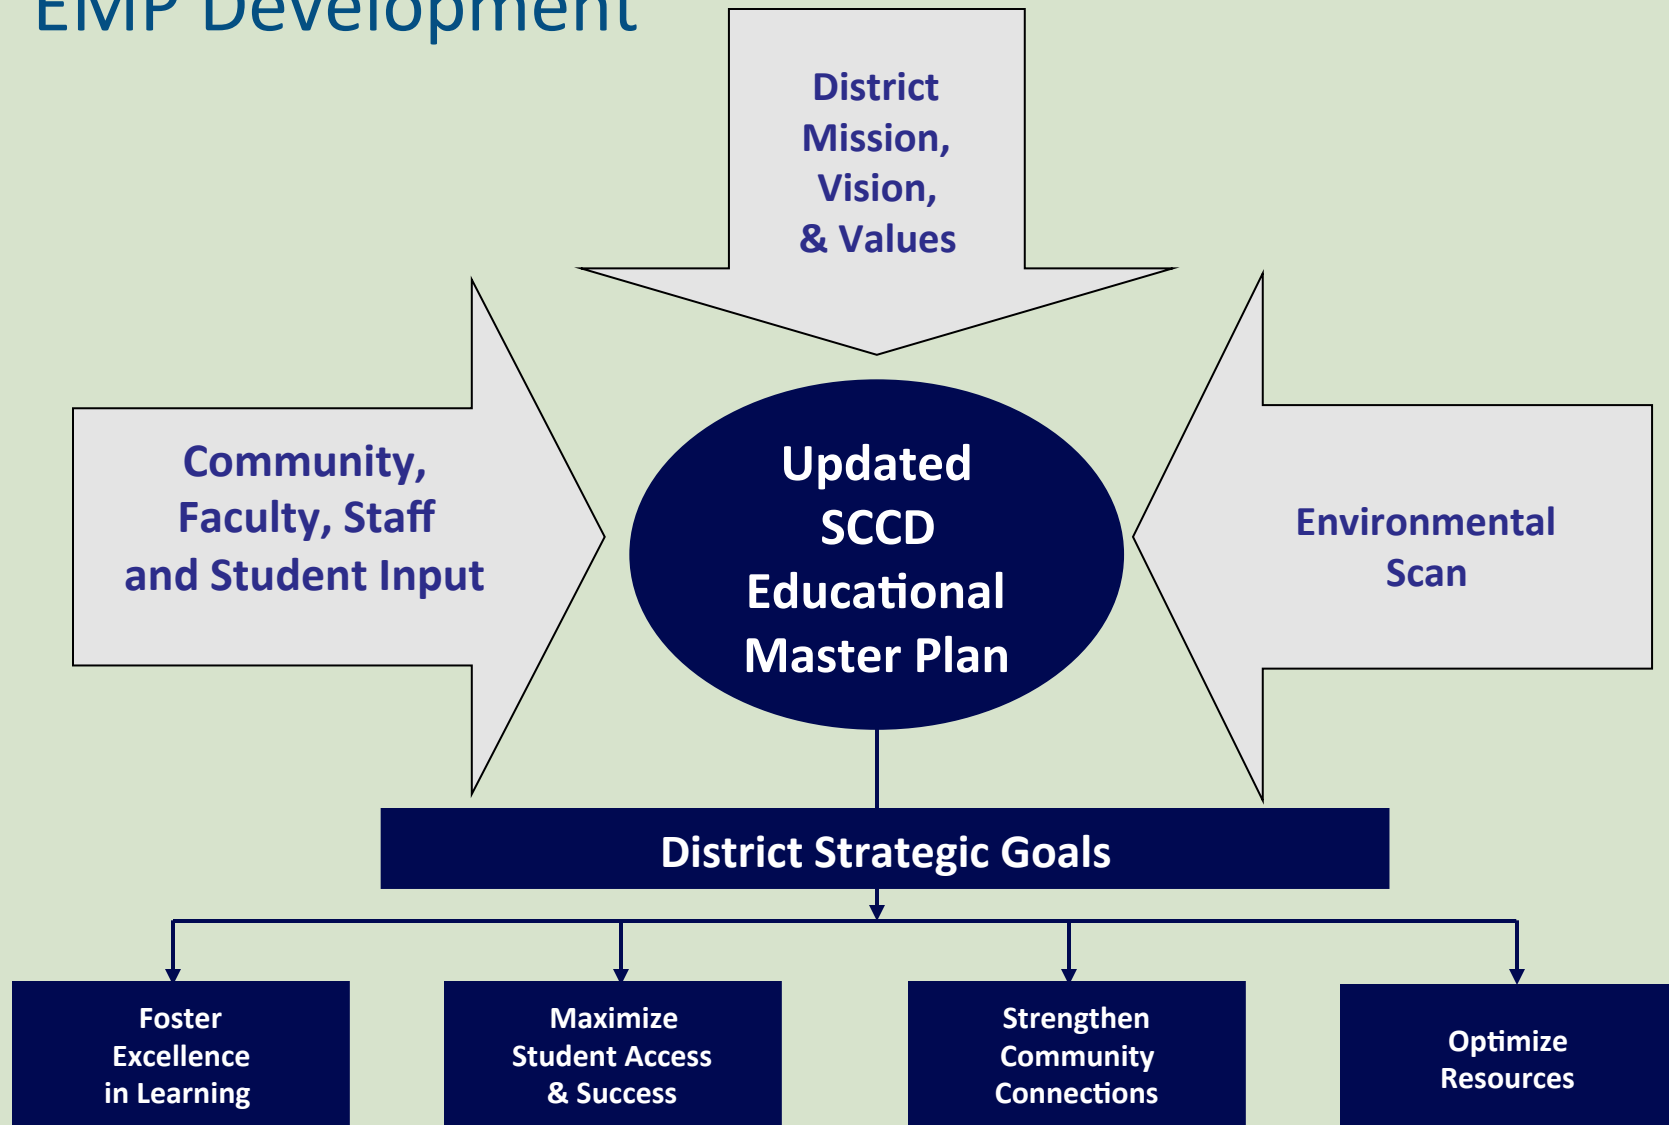 EMP Development
District
Mission,
Vision,
& Values
Community,
Faculty, Staff
and Student Input
Updated
SCCD
Educational
Master Plan
Environmental
Scan
District Strategic Goals
Foster
Excellence
in Learning
Maximize
Student Access
& Success
Strengthen
Community
Connections
Optimize
Resources